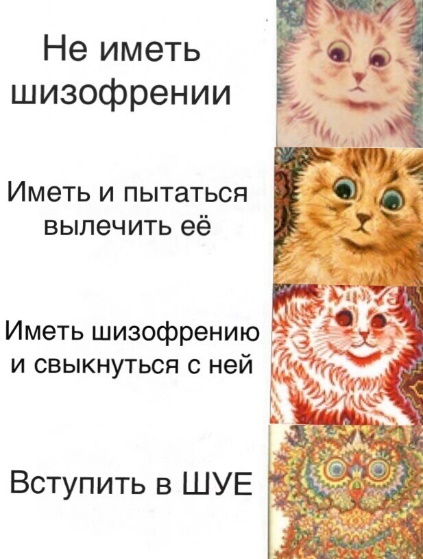 Не иметь
шизофрении
Иметь и пытаться
вылечить её
Иметь шизофрению
и свыкнуться с ней
Вступить в ШУЕ